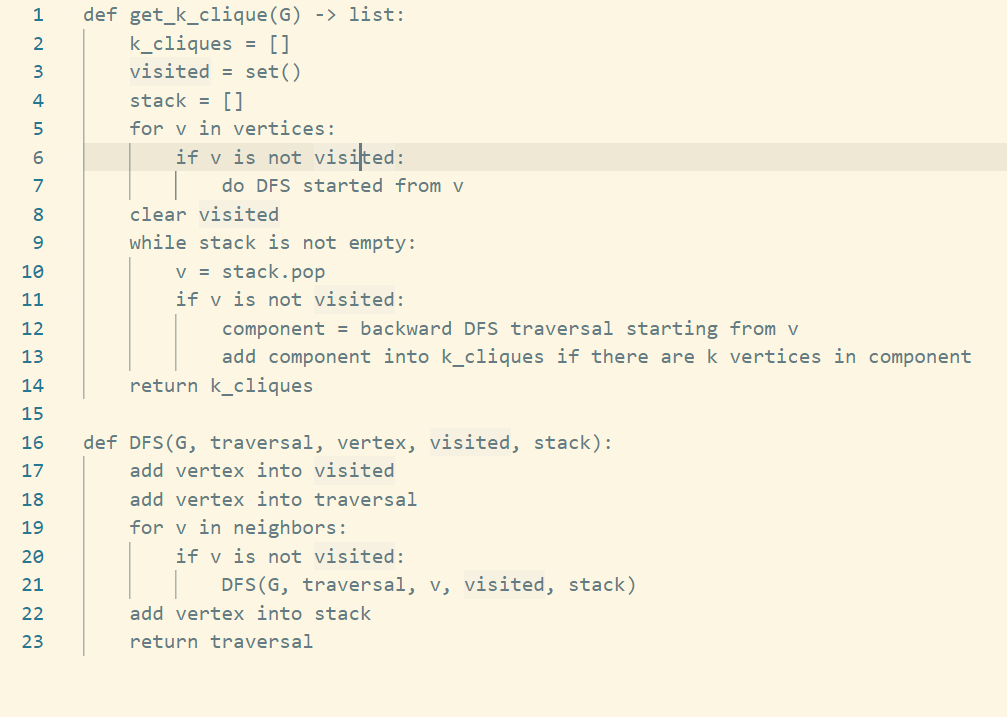 1 def get_k_clique(G) -> list:
2 k_cliques = []
3 visited = set()
4 stack = []
5 for v in vertices:
6 if v is not visited:
7 do DFS started from v
8 clear visited
9 while stack is not empty:
10 v = stack.pop
11 if v is not visited:
12 component = backward DFS traversal starting from v
13 add component into k_cliques if there are k vertices in component
14 return k_cliques
15
16 def DFS(G, traversal, vertex, visited, stack):
17 add vertex into visited
18 add vertex into traversal
19 for v in neighbors:
20 if v is not visited:
21 DFS(G, traversal, v, visited, stack)
22 add vertex into stack
23 return traversal